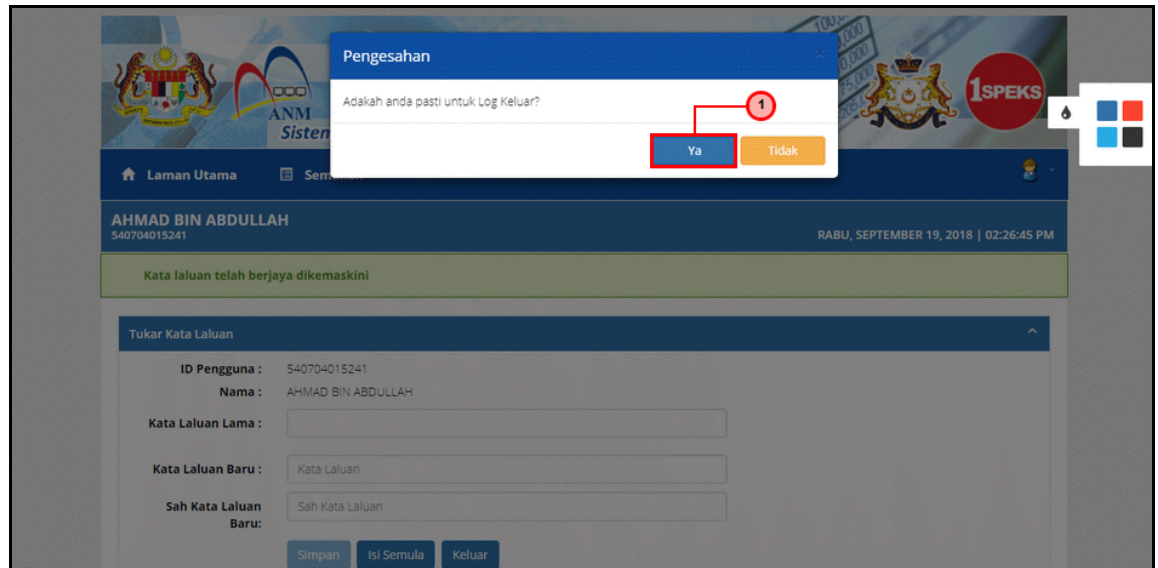 Pengesahan
×
Adakah anda pasti untuk Log Keluar?
1
Ya
Tidak
ANM
Sistem
1SPEKS
Laman Utama
AHMAD BIN ABDULLAH
540704015241
RABU, SEPTEMBER 19, 2018 | 02:26:45 PM
Kata laluan telah berjaya dikemaskini
Tukar Kata Laluan
ID Pengguna : 540704015241
Nama : AHMAD BIN ABDULLAH
Kata Laluan Lama :
Kata Laluan Baru : Kata Laluan
Sah Kata Laluan Sah Kata Laluan
Baru:
Simpan Isi Semula Keluar